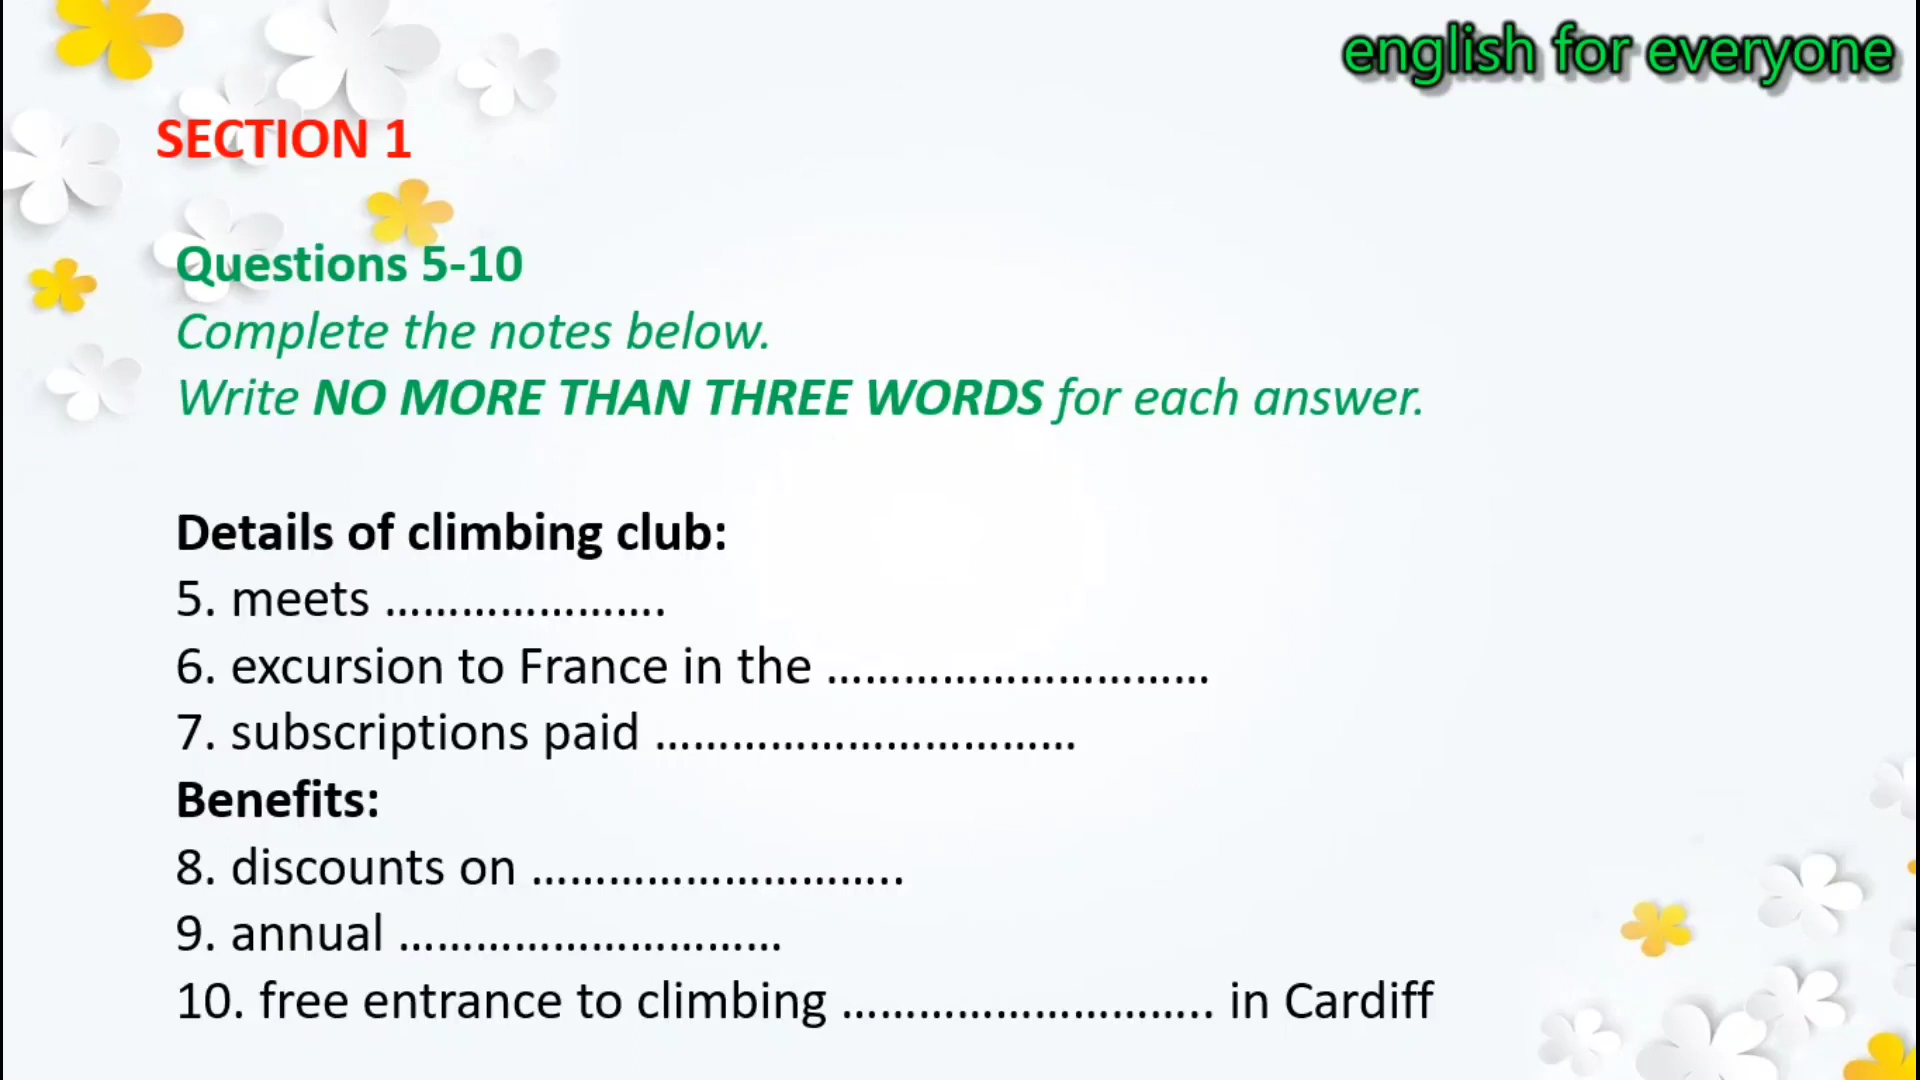 english for everyone
SECTION 1
Questions 5-10
Complete the notes below.
Write NO MORE THAN THREE WORDS for each answer.
Details of climbing club:
5. meets ………………….
6. excursion to France in the …………………………
7. subscriptions paid ……………………………
Benefits:
8. discounts on ………………………..
9. annual …………………………
10. free entrance to climbing ……………………….. in Cardiff